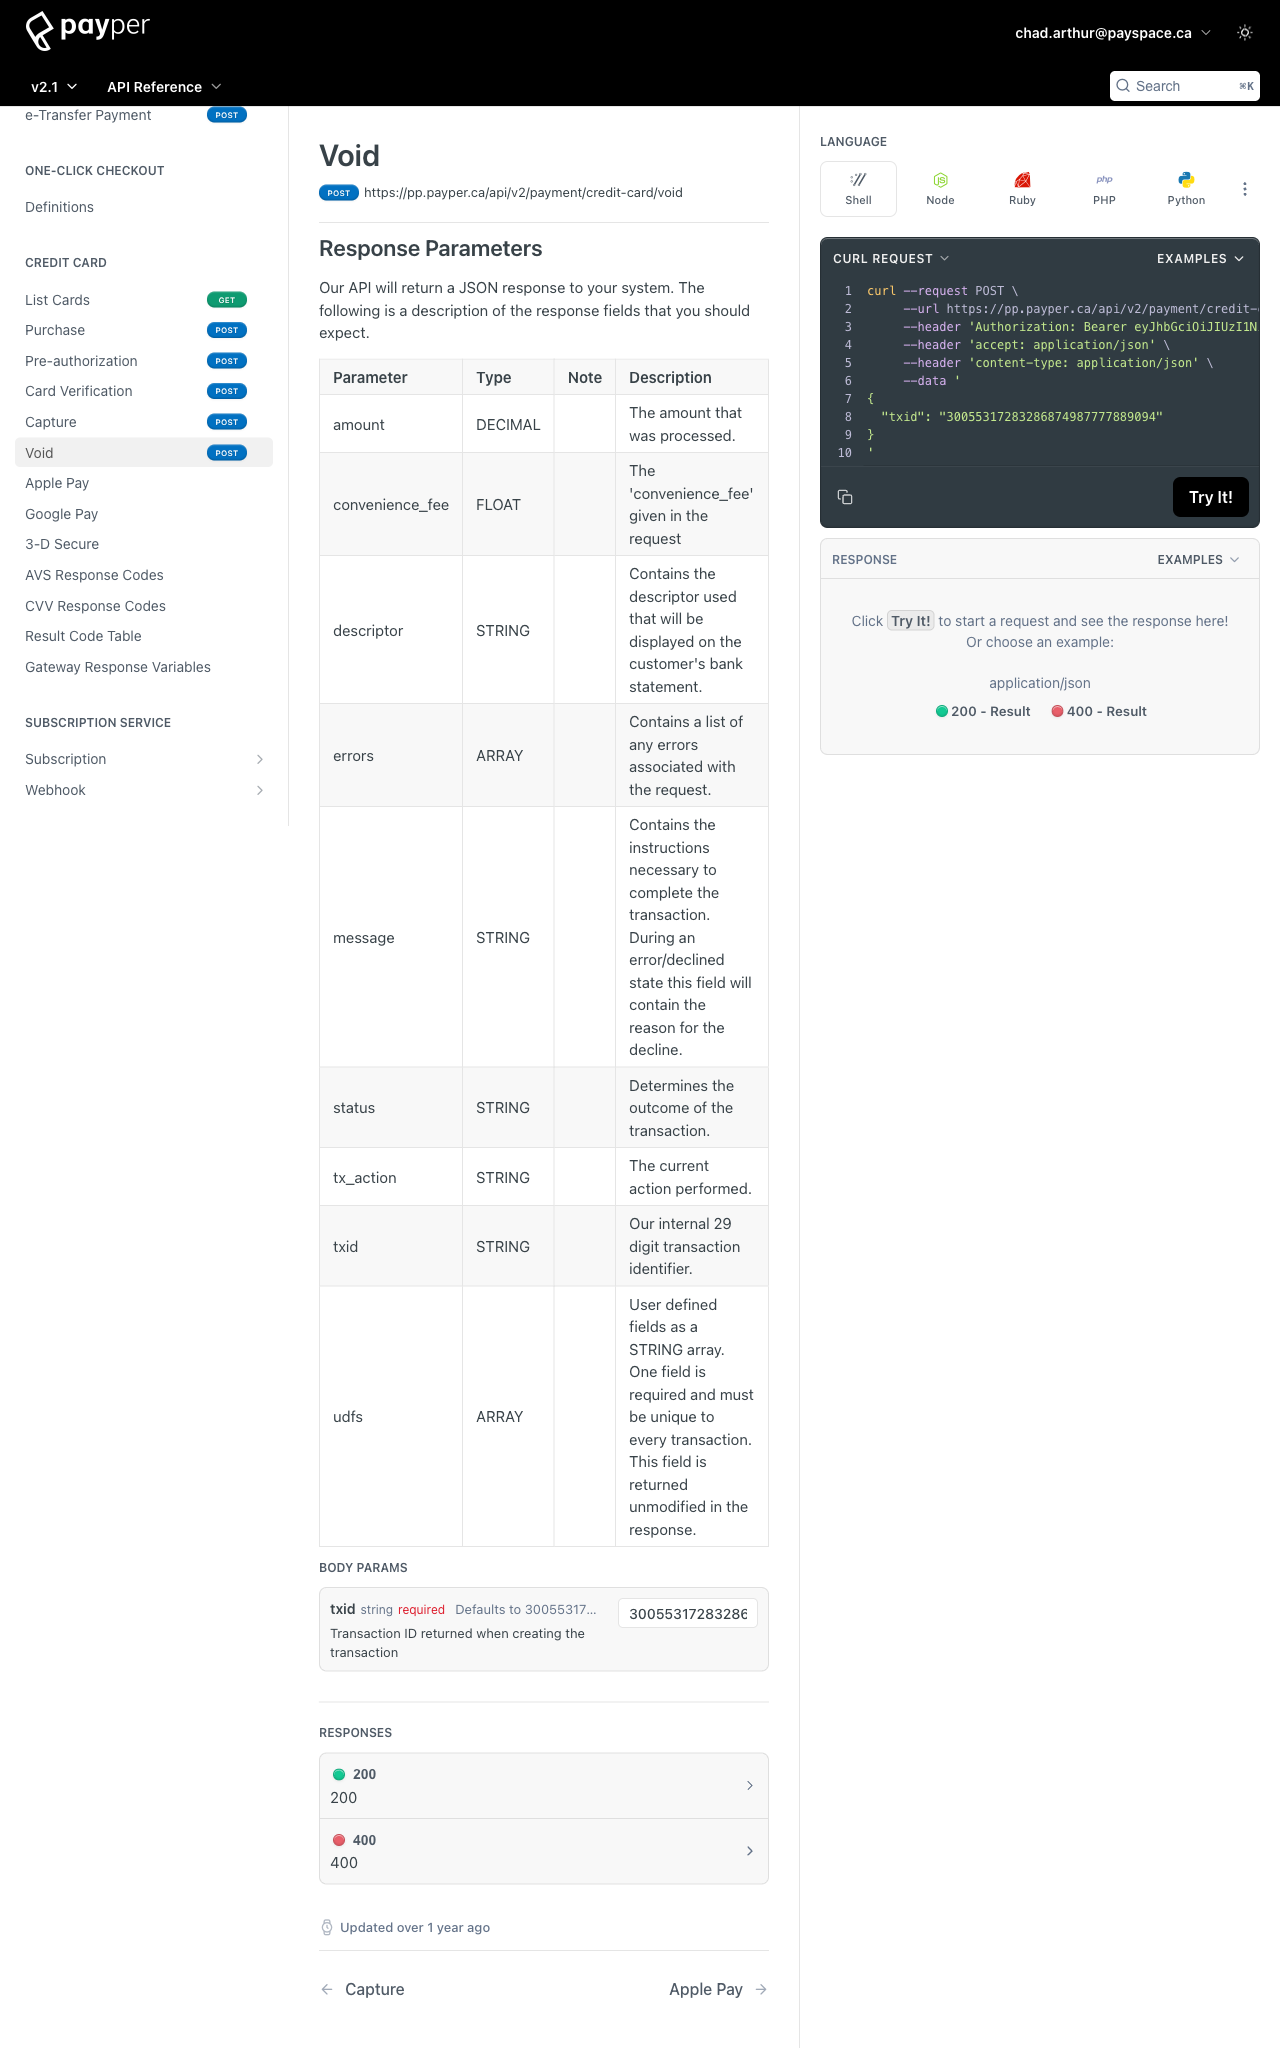 payper
chad.arthur@payspace.ca
v2.1
API Reference
Search
⌘K
e-Transfer Payment
POST
ONE-CLICK CHECKOUT
Definitions
CREDIT CARD
List Cards
GET
Purchase
POST
Pre-authorization
POST
Card Verification
POST
Capture
POST
Void
POST
Apple Pay
Google Pay
3-D Secure
AVS Response Codes
CVV Response Codes
Result Code Table
Gateway Response Variables
SUBSCRIPTION SERVICE
Subscription
Webhook
Void
POST https://pp.payper.ca/api/v2/payment/credit-card/void
Response Parameters
Our API will return a JSON response to your system. The
following is a description of the response fields that you should
expect.
Parameter Type Note Description
amount DECIMAL The amount that
was processed.
convenience_fee FLOAT The
'convenience_fee'
given in the
request
descriptor STRING Contains the
descriptor used
that will be
displayed on the
customer's bank
statement.
errors ARRAY Contains a list of
any errors
associated with
the request.
message STRING Contains the
instructions
necessary to
complete the
transaction.
During an
error/declined
state this field will
contain the
reason for the
decline.
status STRING Determines the
outcome of the
transaction.
tx_action STRING The current
action performed.
txid STRING Our internal 29
digit transaction
identifier.
udfs ARRAY User defined
fields as a
STRING array.
One field is
required and must
be unique to
every transaction.
This field is
returned
unmodified in the
response.
BODY PARAMS
txid string required Defaults to 30055317…
30055317283286
Transaction ID returned when creating the
transaction
RESPONSES
200
200
400
400
Updated over 1 year ago
Capture
Apple Pay
LANGUAGE
Shell
Node
Ruby
php
PHP
Python
CURL REQUEST
EXAMPLES
1 curl --request POST \
2 --url https://pp.payper.ca/api/v2/payment/credit-
3 --header 'Authorization: Bearer eyJhbGciOiJIUzI1N
4 --header 'accept: application/json' \
5 --header 'content-type: application/json' \
6 --data '
7 {
8 "txid": "30055317283286874987777889094"
9 }
10 '
Try It!
RESPONSE
EXAMPLES
Click Try It! to start a request and see the response here!
Or choose an example:
application/json
200 - Result
400 - Result